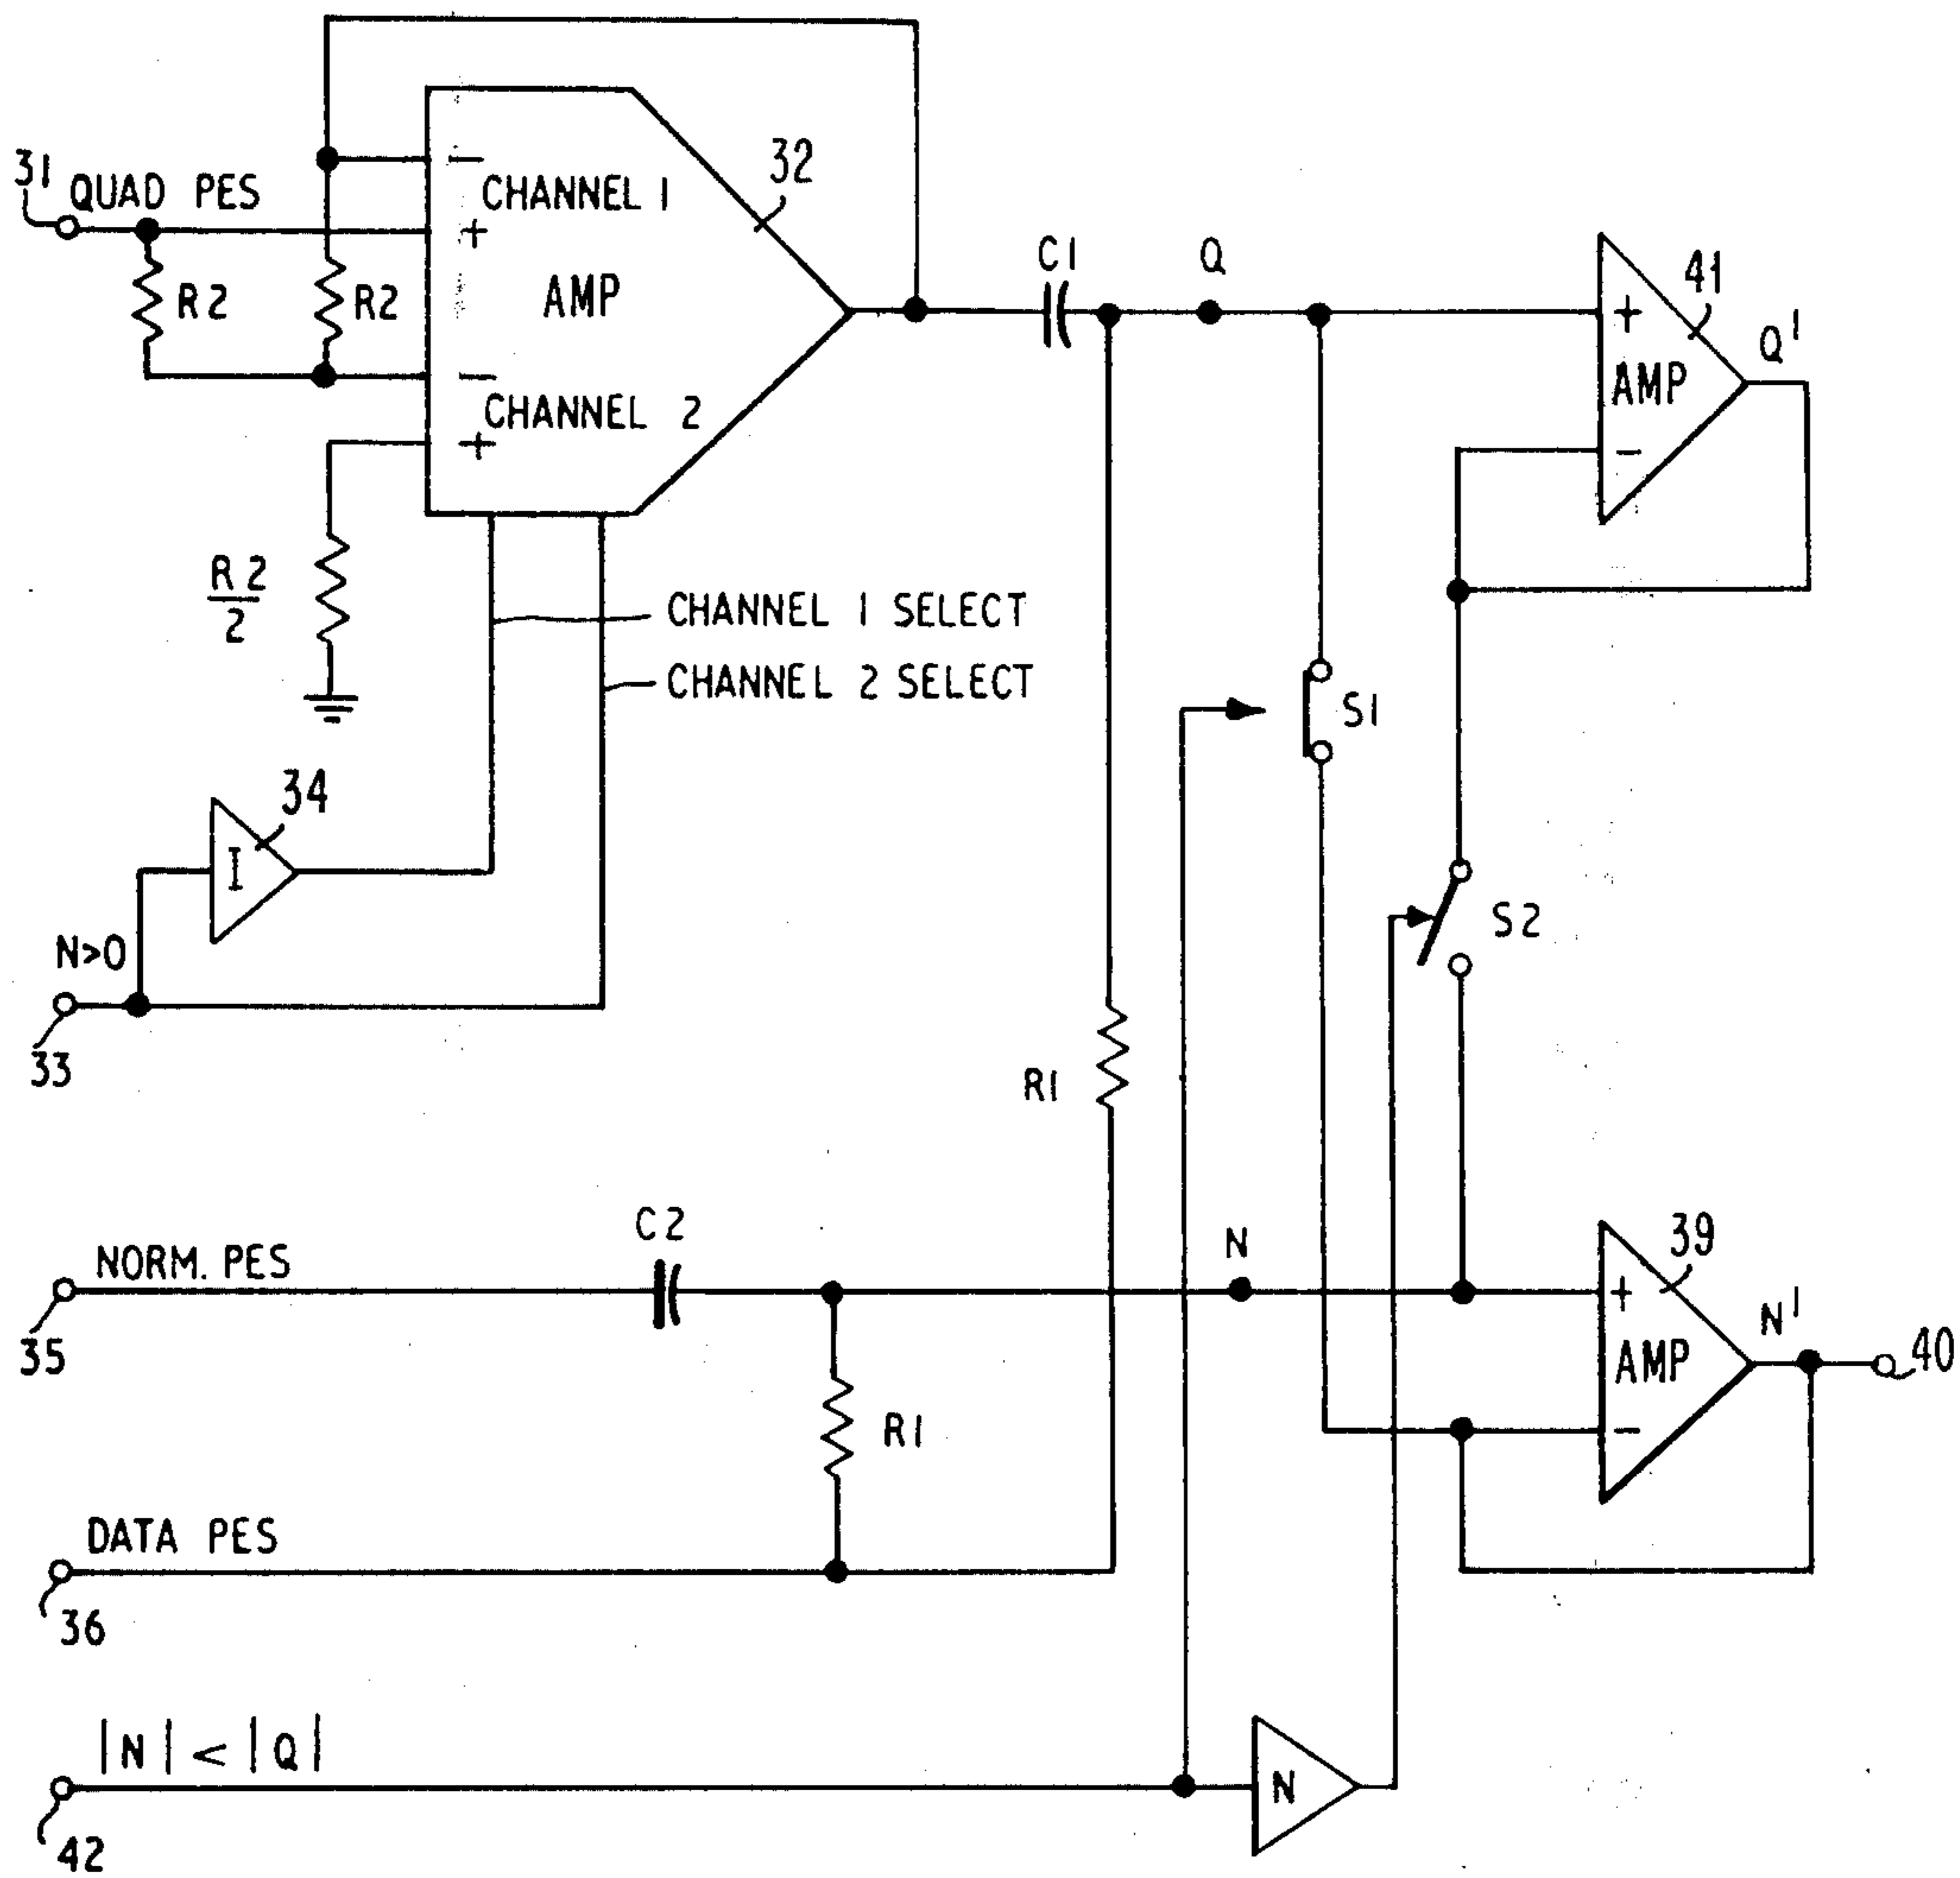 32
31
QUAD PES
−
CHANNEL 1
+
R2
R2
AMP
−
CHANNEL 2
+
C1
Q
41
+
AMP
−
Q'
R2
2
CHANNEL 1 SELECT
CHANNEL 2 SELECT
S1
34
I
S2
N>0
33
R1
C2
N
39
NORM. PES
35
+
AMP
−
N'
40
R1
DATA PES
36
|N| < |Q|
N
42